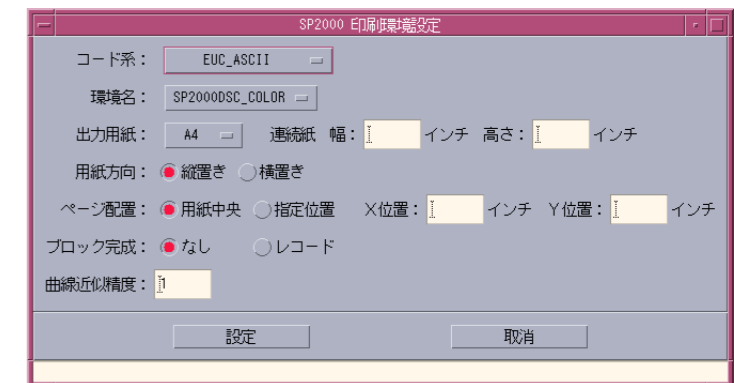 SP2000 印刷環境設定
コード系： EUC_ASCII
環境名： SP2000DSC_COLOR
出力用紙： A4 連続紙 幅： インチ 高さ： インチ
用紙方向： 縦置き 横置き
ページ配置： 用紙中央 指定位置 X位置： インチ Y位置： インチ
ブロック完成： なし レコード
曲線近似精度： 1
設定 取消